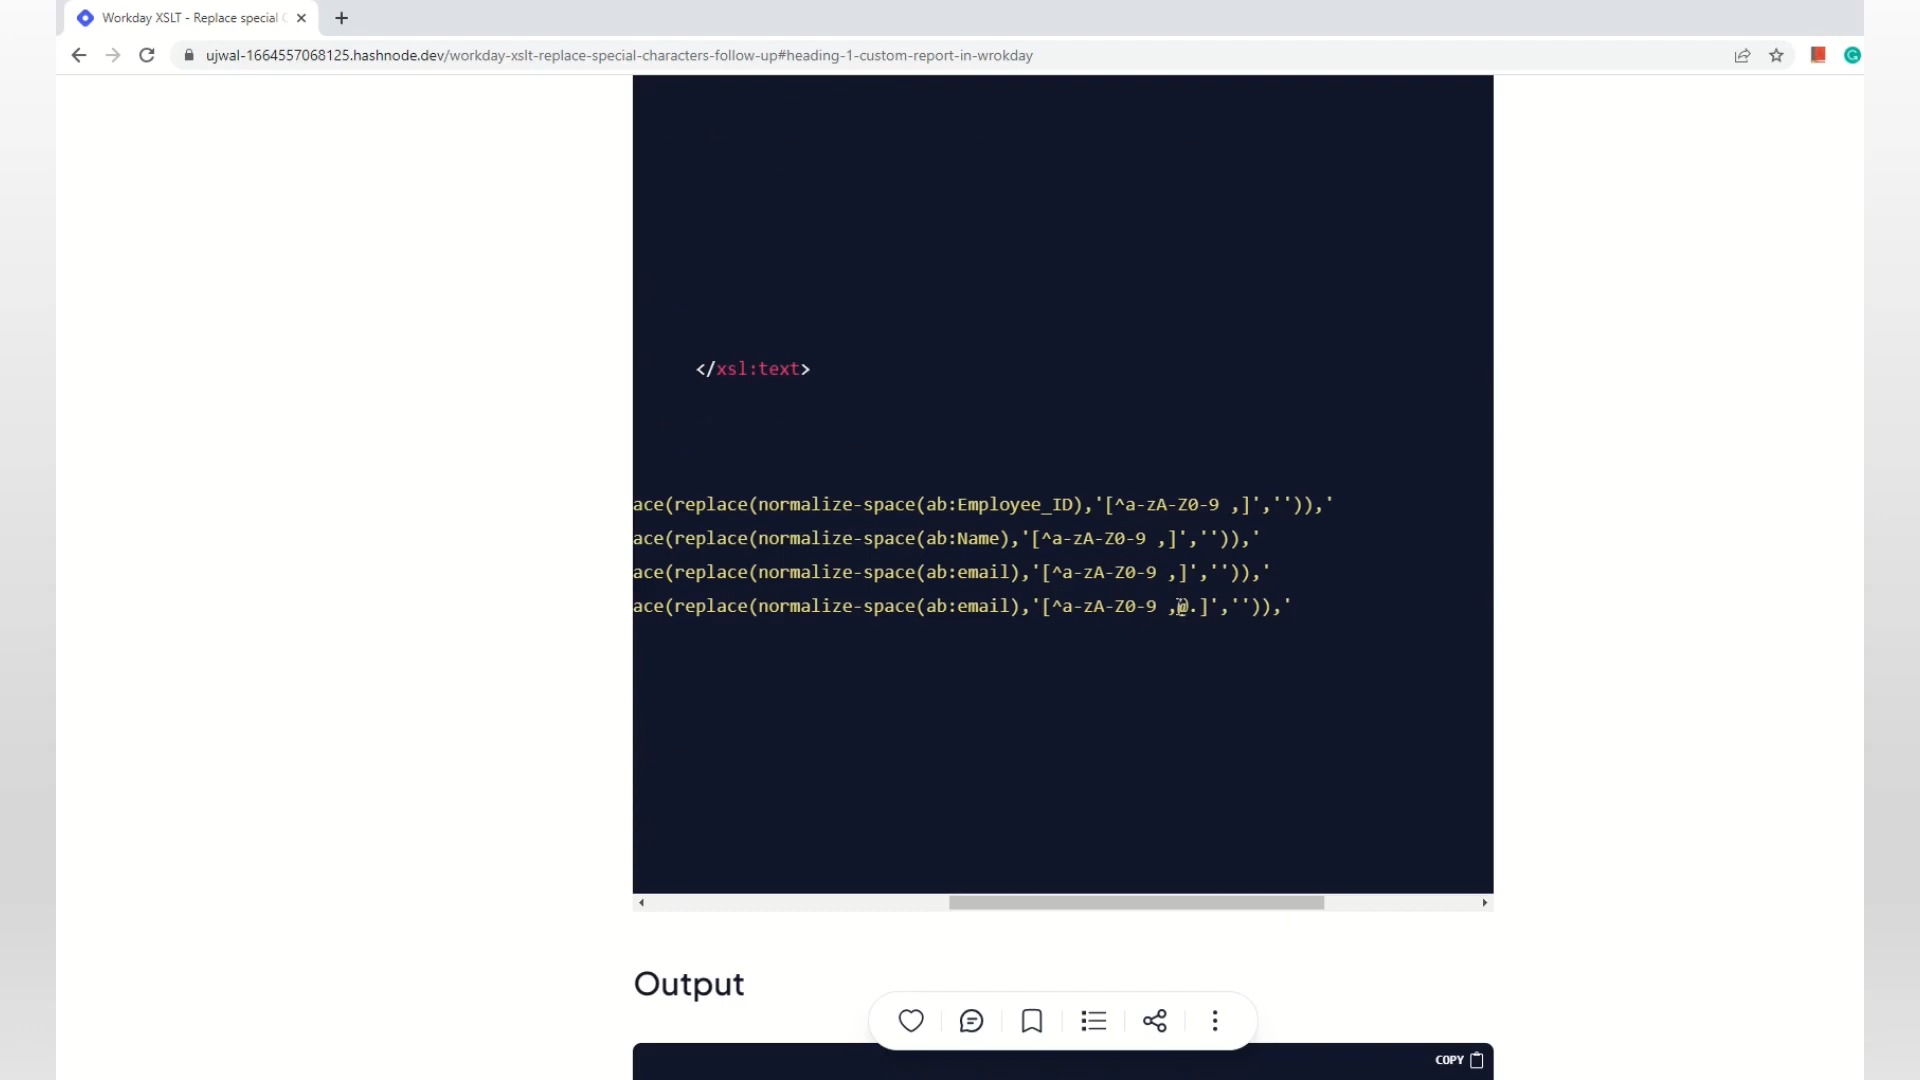 Workday XSLT - Replace special C
ujwal-1664557068125.hashnode.dev/workday-xslt-replace-special-characters-follow-up#heading-1-custom-report-in-wrokday
</xsl:text>
ace(replace(normalize-space(ab:Employee_ID),'[^a-zA-Z0-9 ,]','')),'
ace(replace(normalize-space(ab:Name),'[^a-zA-Z0-9 ,]','')),'
ace(replace(normalize-space(ab:email),'[^a-zA-Z0-9 ,]','')),'
ace(replace(normalize-space(ab:email),'[^a-zA-Z0-9 ,@.]','')),'
Output
COPY